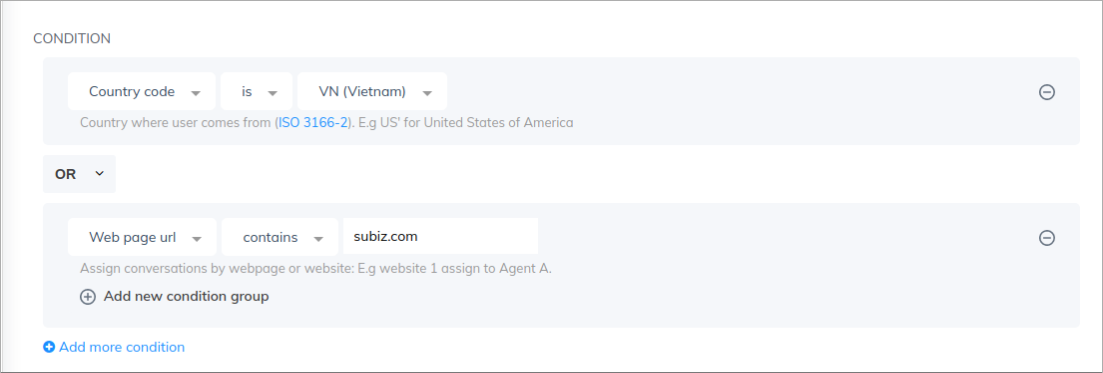 CONDITION
Country code is VN (Vietnam)
Country where user comes from (ISO 3166-2). E.g US' for United States of America
OR
Web page url contains subiz.com
Assign conversations by webpage or website: E.g website 1 assign to Agent A.
Add new condition group
Add more condition